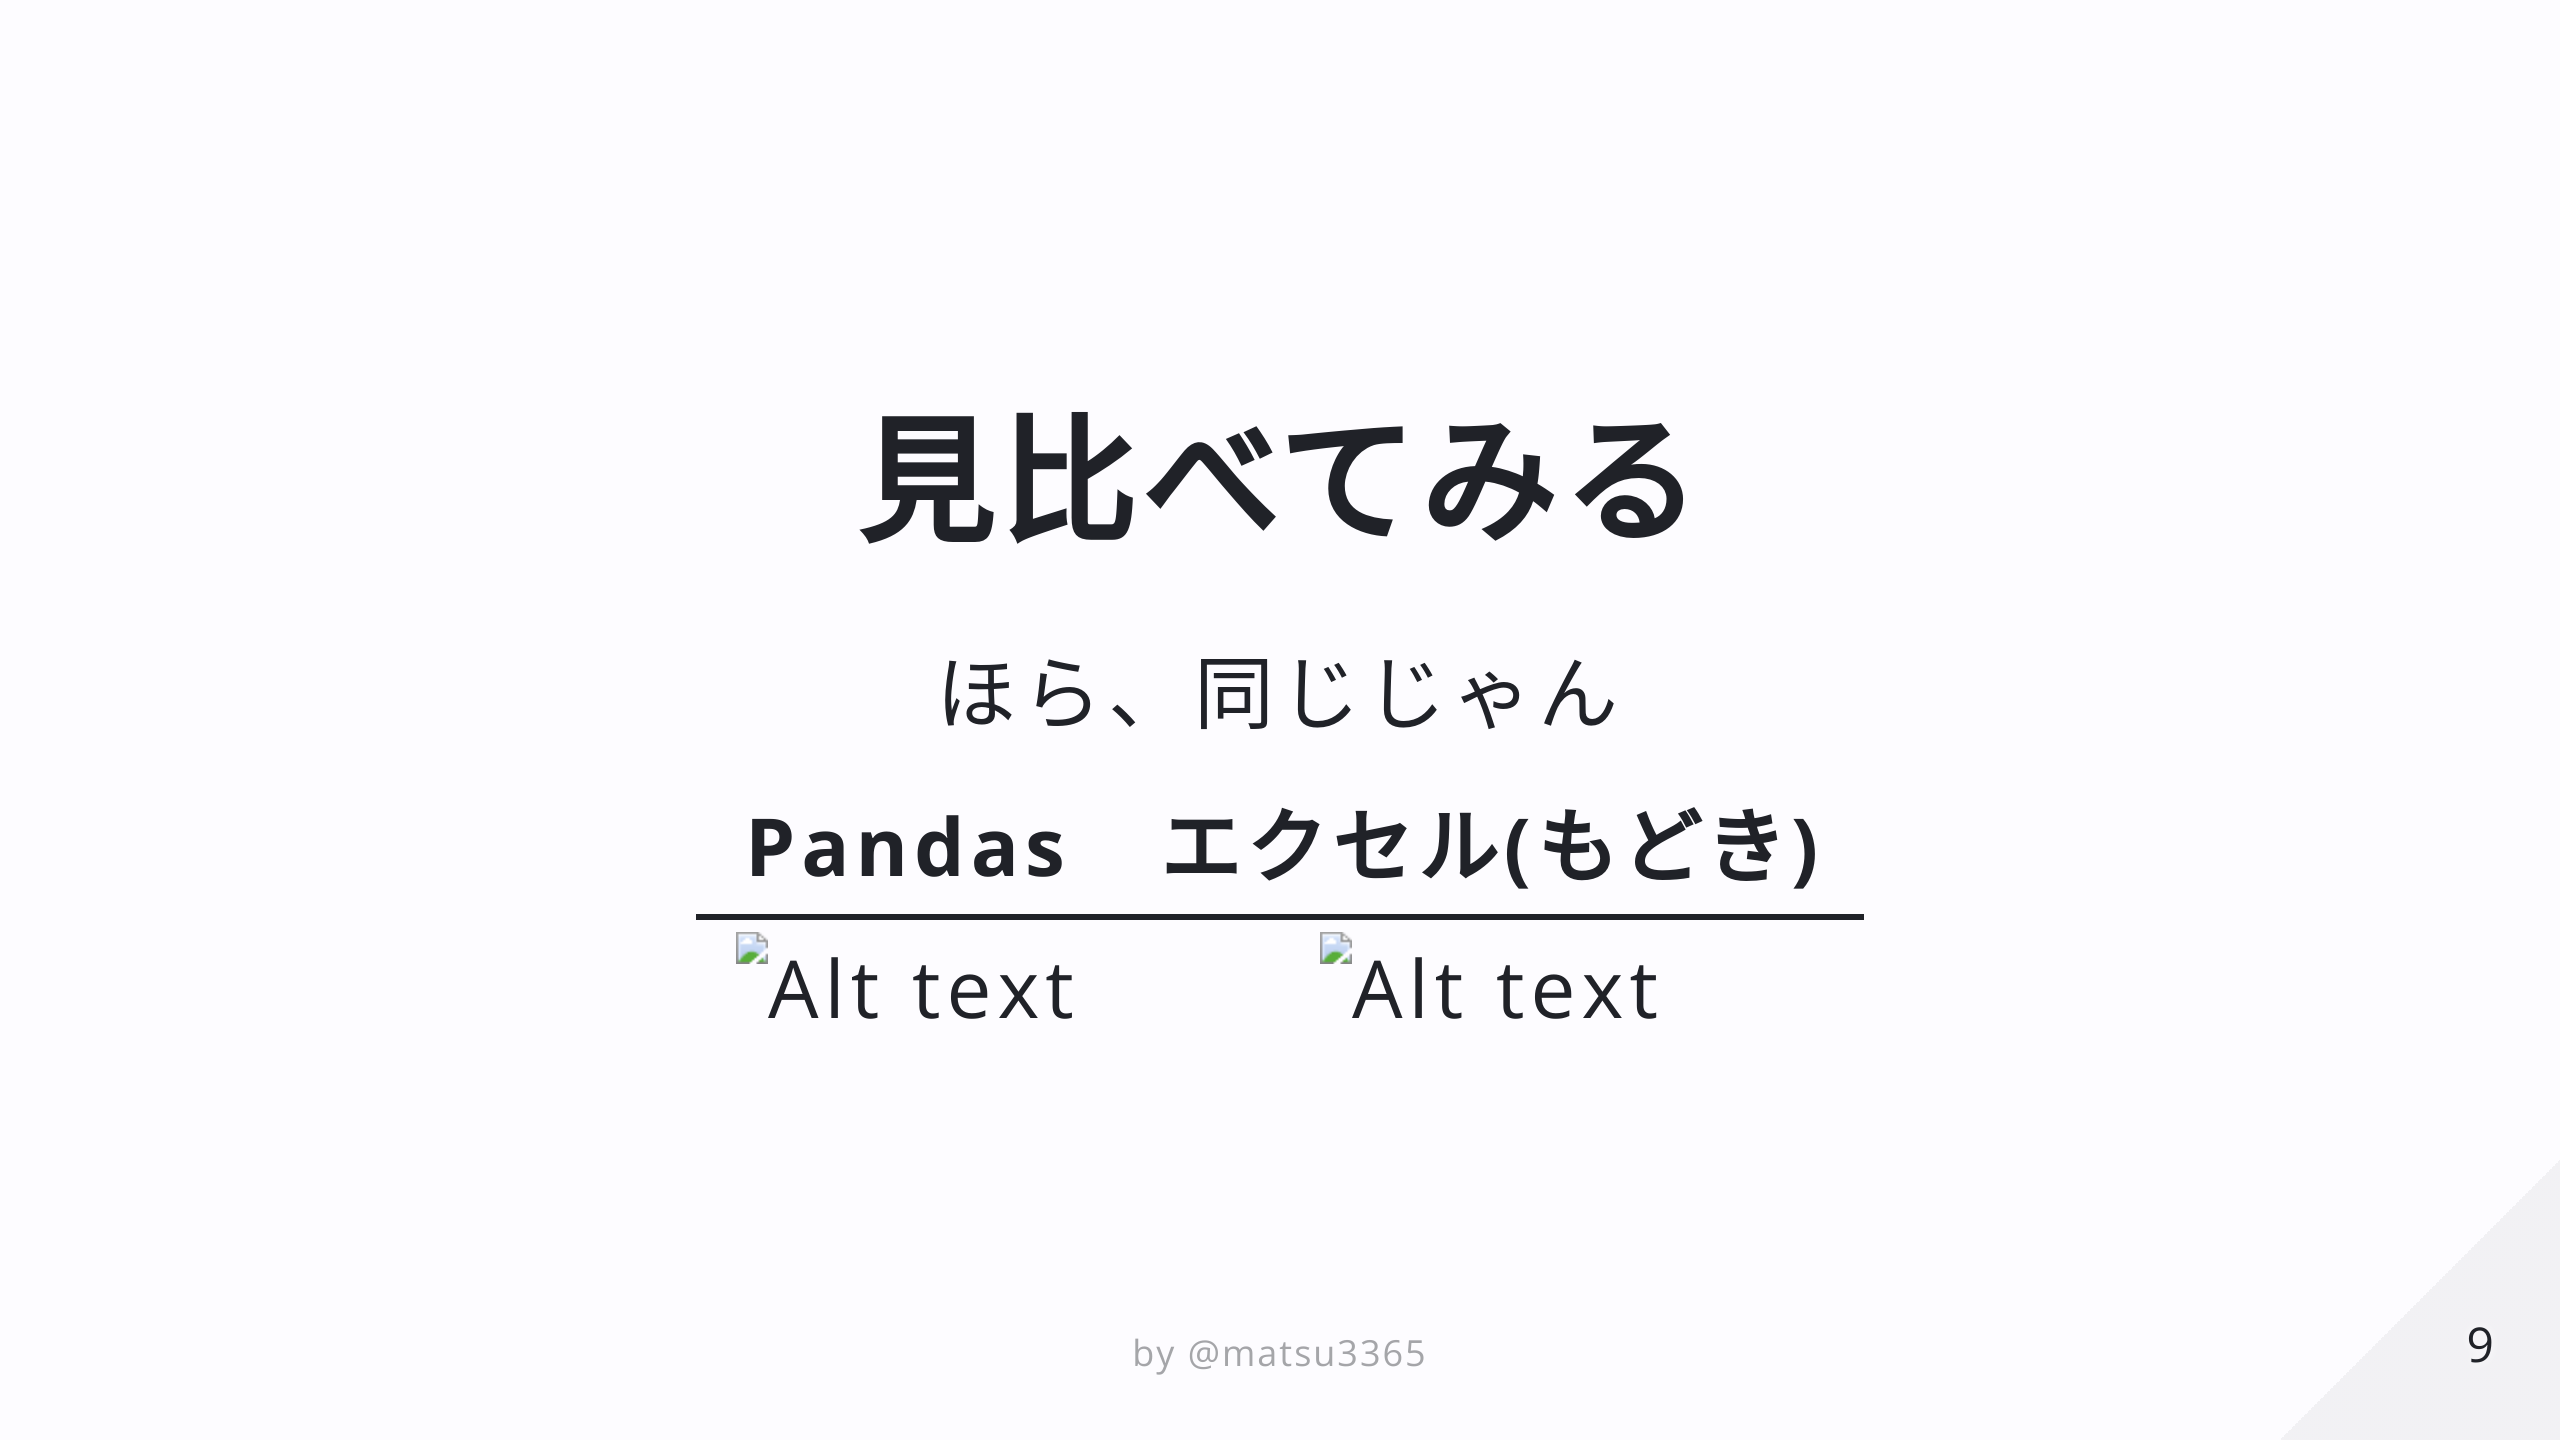 見比べてみる
ほら、同じじゃん
Pandas エクセル(もどき)
Alt text Alt text
by @matsu3365
9